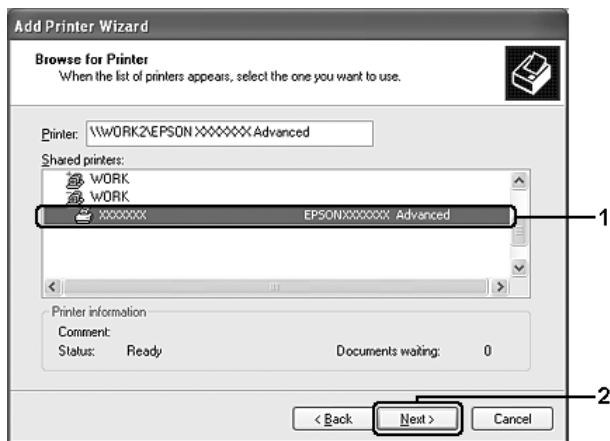 Add Printer Wizard
Browse for Printer
When the list of printers appears, select the one you want to use.
Printer: \\WORK2\EPSON XXXXXXX Advanced
Shared printers:
WORK
WORK
XXXXXXX EPSONXXXXXXX Advanced
1
Printer information
Comment:
Status: Ready Documents waiting: 0
2
< Back Next > Cancel